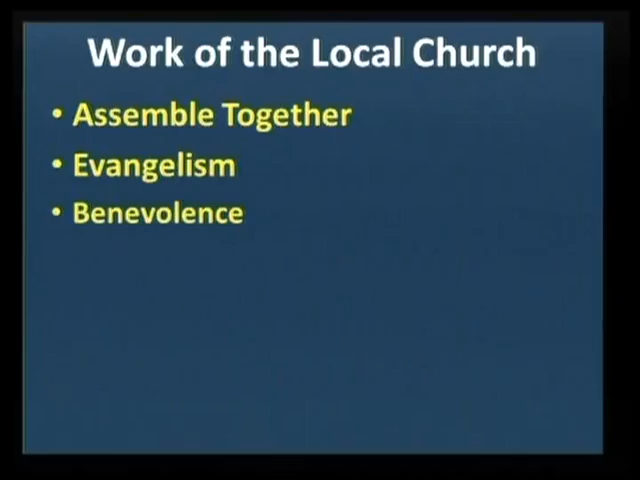 Work of the Local Church
• Assemble Together
• Evangelism
• Benevolence